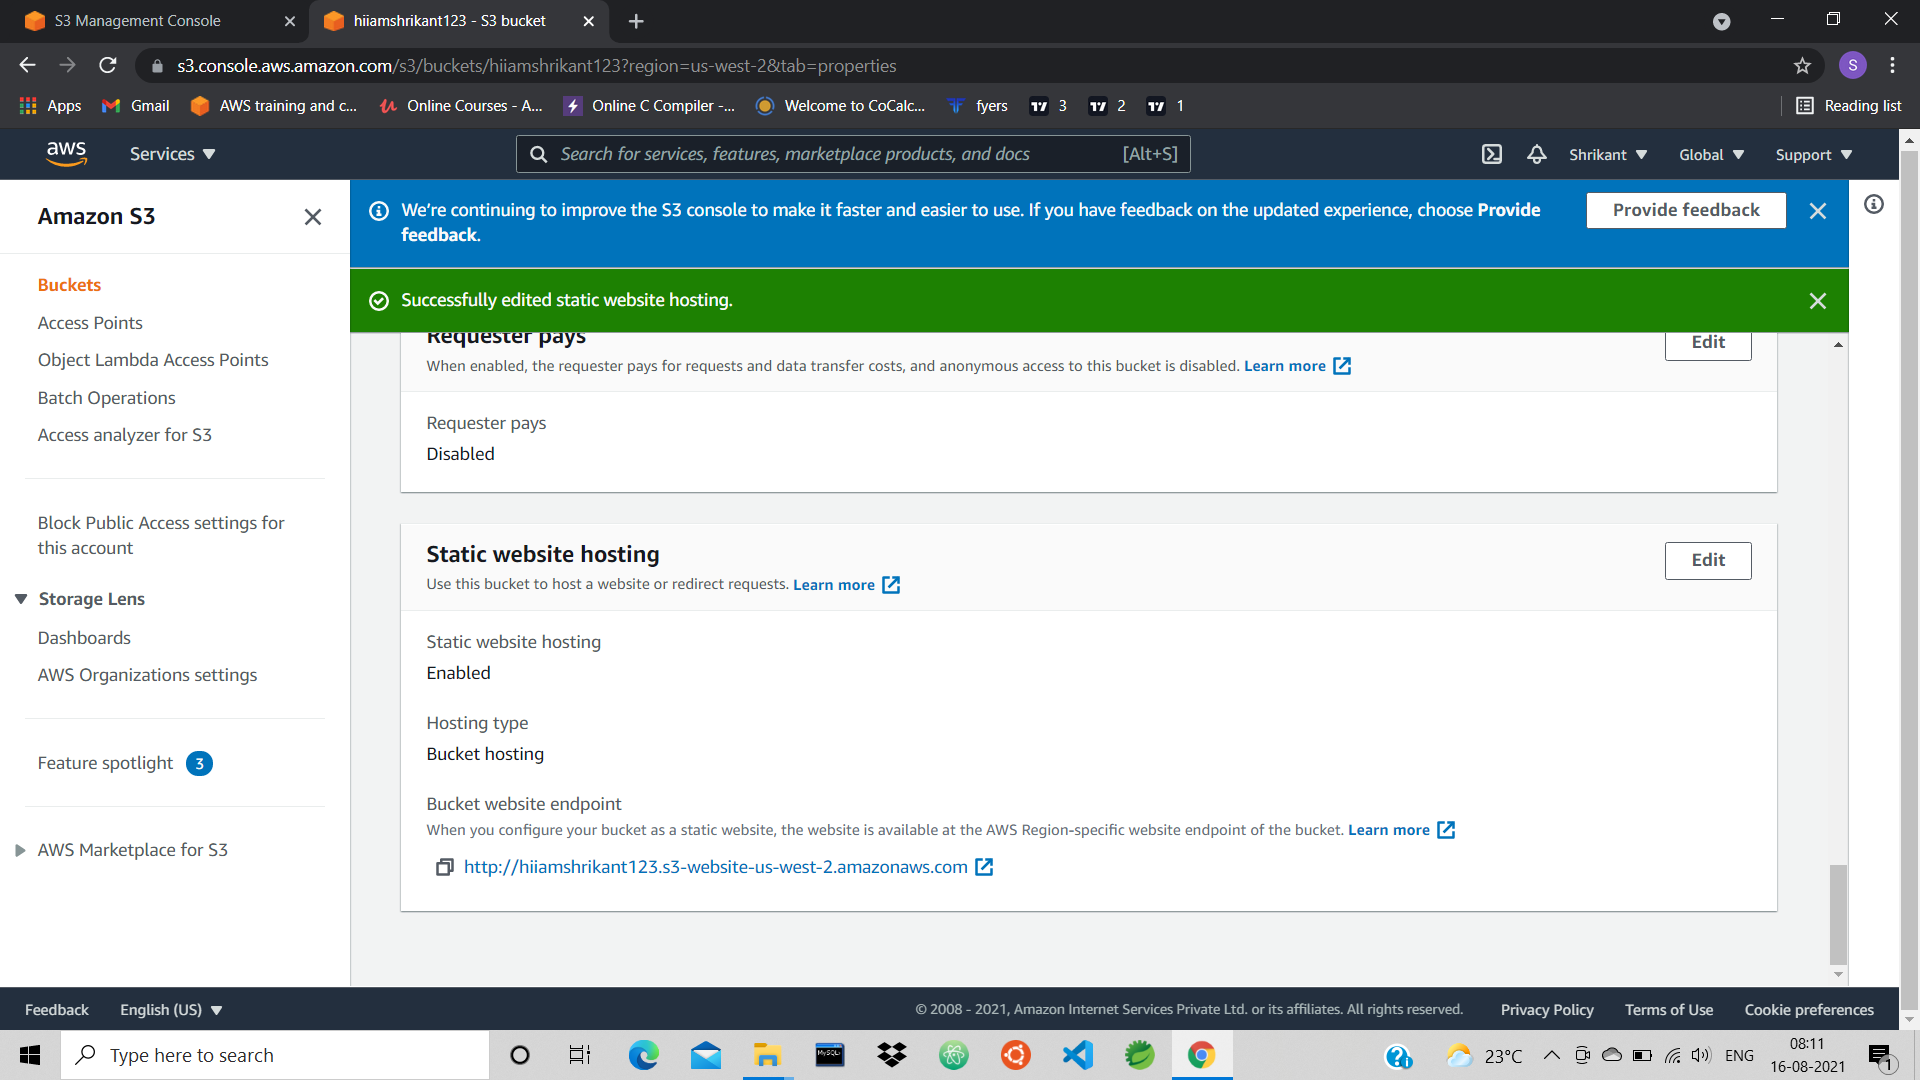 S3 Management Console
hiiamshrikant123 - S3 bucket
s3.console.aws.amazon.com/s3/buckets/hiiamshrikant123?region=us-west-2&tab=properties
S
Apps
Gmail
AWS training and c...
Online Courses - A...
Online C Compiler -...
Welcome to CoCalc...
fyers
3
2
1
Reading list
aws
Services
Search for services, features, marketplace products, and docs
[Alt+S]
Shrikant
Global
Support
Amazon S3
Buckets
Access Points
Object Lambda Access Points
Batch Operations
Access analyzer for S3
Block Public Access settings for
this account
Storage Lens
Dashboards
AWS Organizations settings
Feature spotlight 3
AWS Marketplace for S3
We're continuing to improve the S3 console to make it faster and easier to use. If you have feedback on the updated experience, choose Provide
feedback.
Provide feedback
Successfully edited static website hosting.
Requester pays
Edit
When enabled, the requester pays for requests and data transfer costs, and anonymous access to this bucket is disabled. Learn more
Requester pays
Disabled
Static website hosting
Edit
Use this bucket to host a website or redirect requests. Learn more
Static website hosting
Enabled
Hosting type
Bucket hosting
Bucket website endpoint
When you configure your bucket as a static website, the website is available at the AWS Region-specific website endpoint of the bucket. Learn more
http://hiiamshrikant123.s3-website-us-west-2.amazonaws.com
Feedback
English (US)
© 2008 - 2021, Amazon Internet Services Private Ltd. or its affiliates. All rights reserved.
Privacy Policy
Terms of Use
Cookie preferences
Type here to search
MySQL
23°C
ENG
08:11
16-08-2021
1